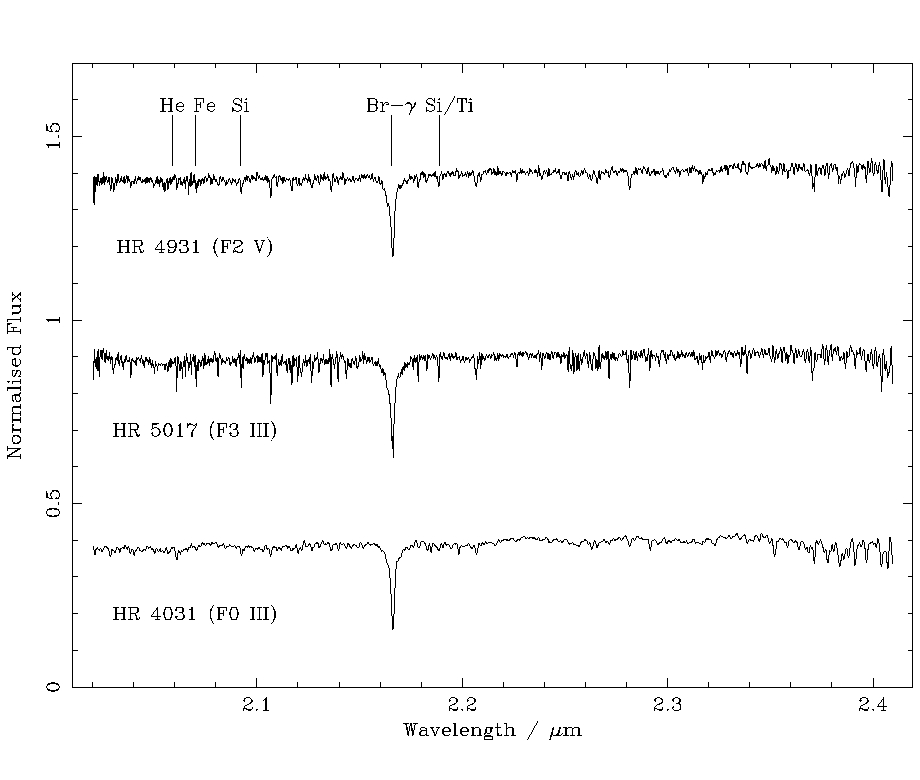 He Fe Si Br-γ Si/Ti
1.5
HR 4931 (F2 V)
1
Normalised Flux
HR 5017 (F3 III)
0.5
HR 4031 (F0 III)
0
2.1 2.2 2.3 2.4
Wavelength / μm